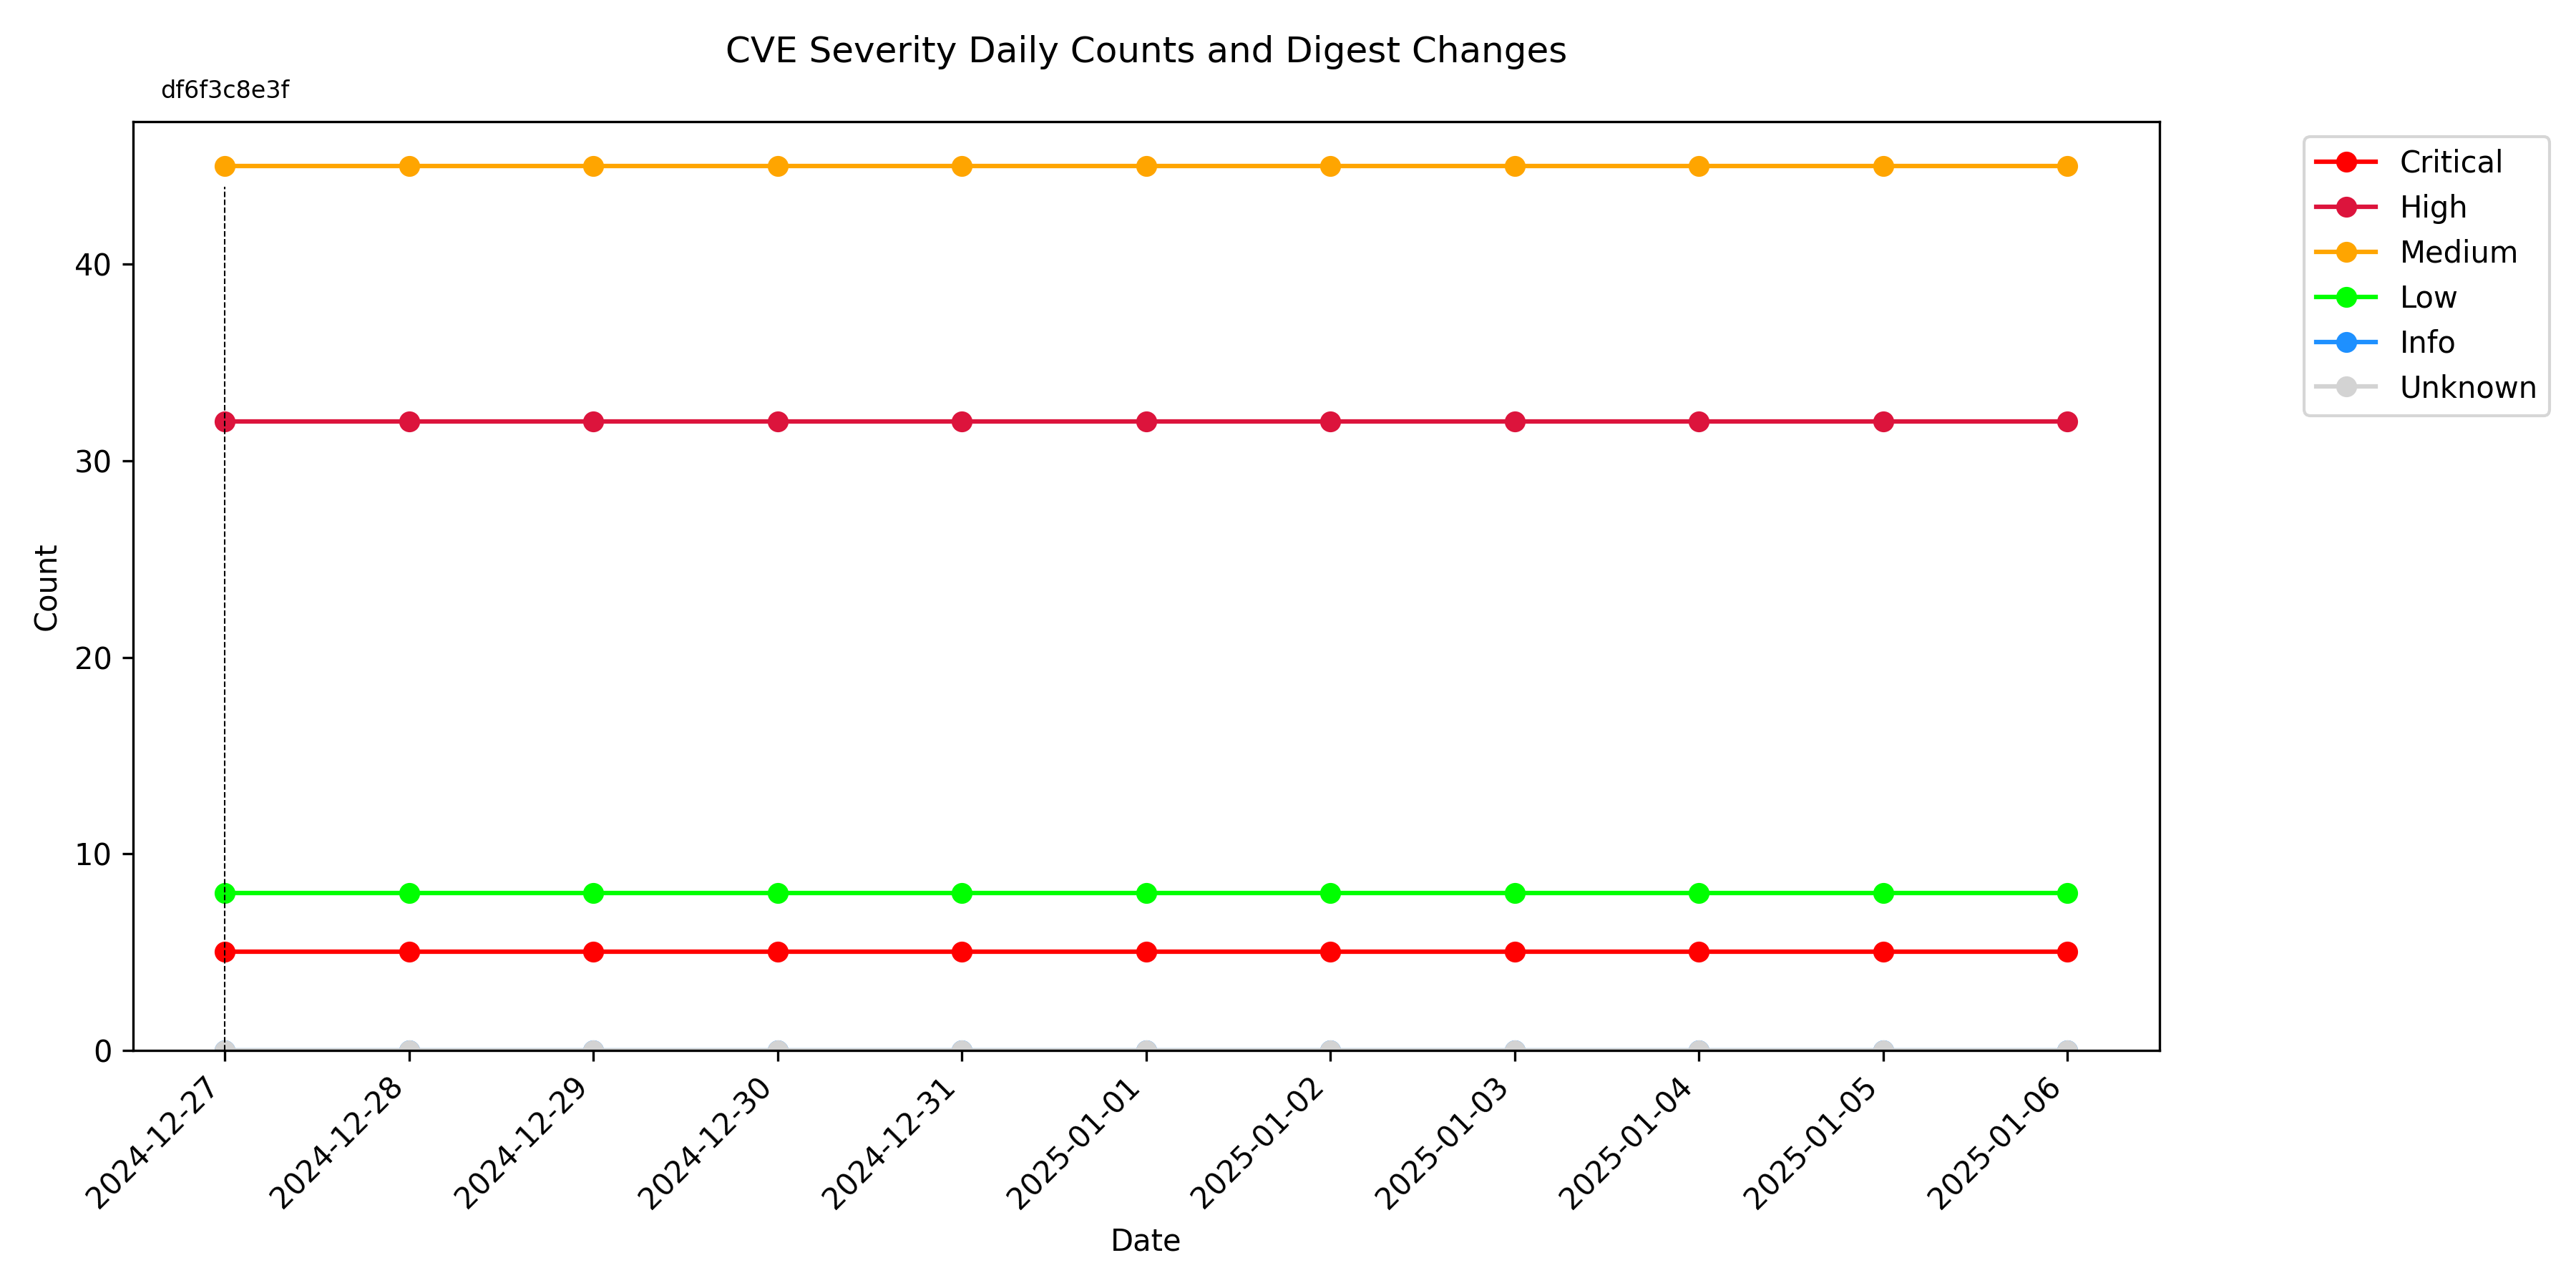 CVE Severity Daily Counts and Digest Changes
df6f3c8e3f
Critical
High
Medium
Low
Info
Unknown
Count
40
30
20
10
0
2024-12-27
2024-12-28
2024-12-29
2024-12-30
2024-12-31
2025-01-01
2025-01-02
2025-01-03
2025-01-04
2025-01-05
2025-01-06
Date